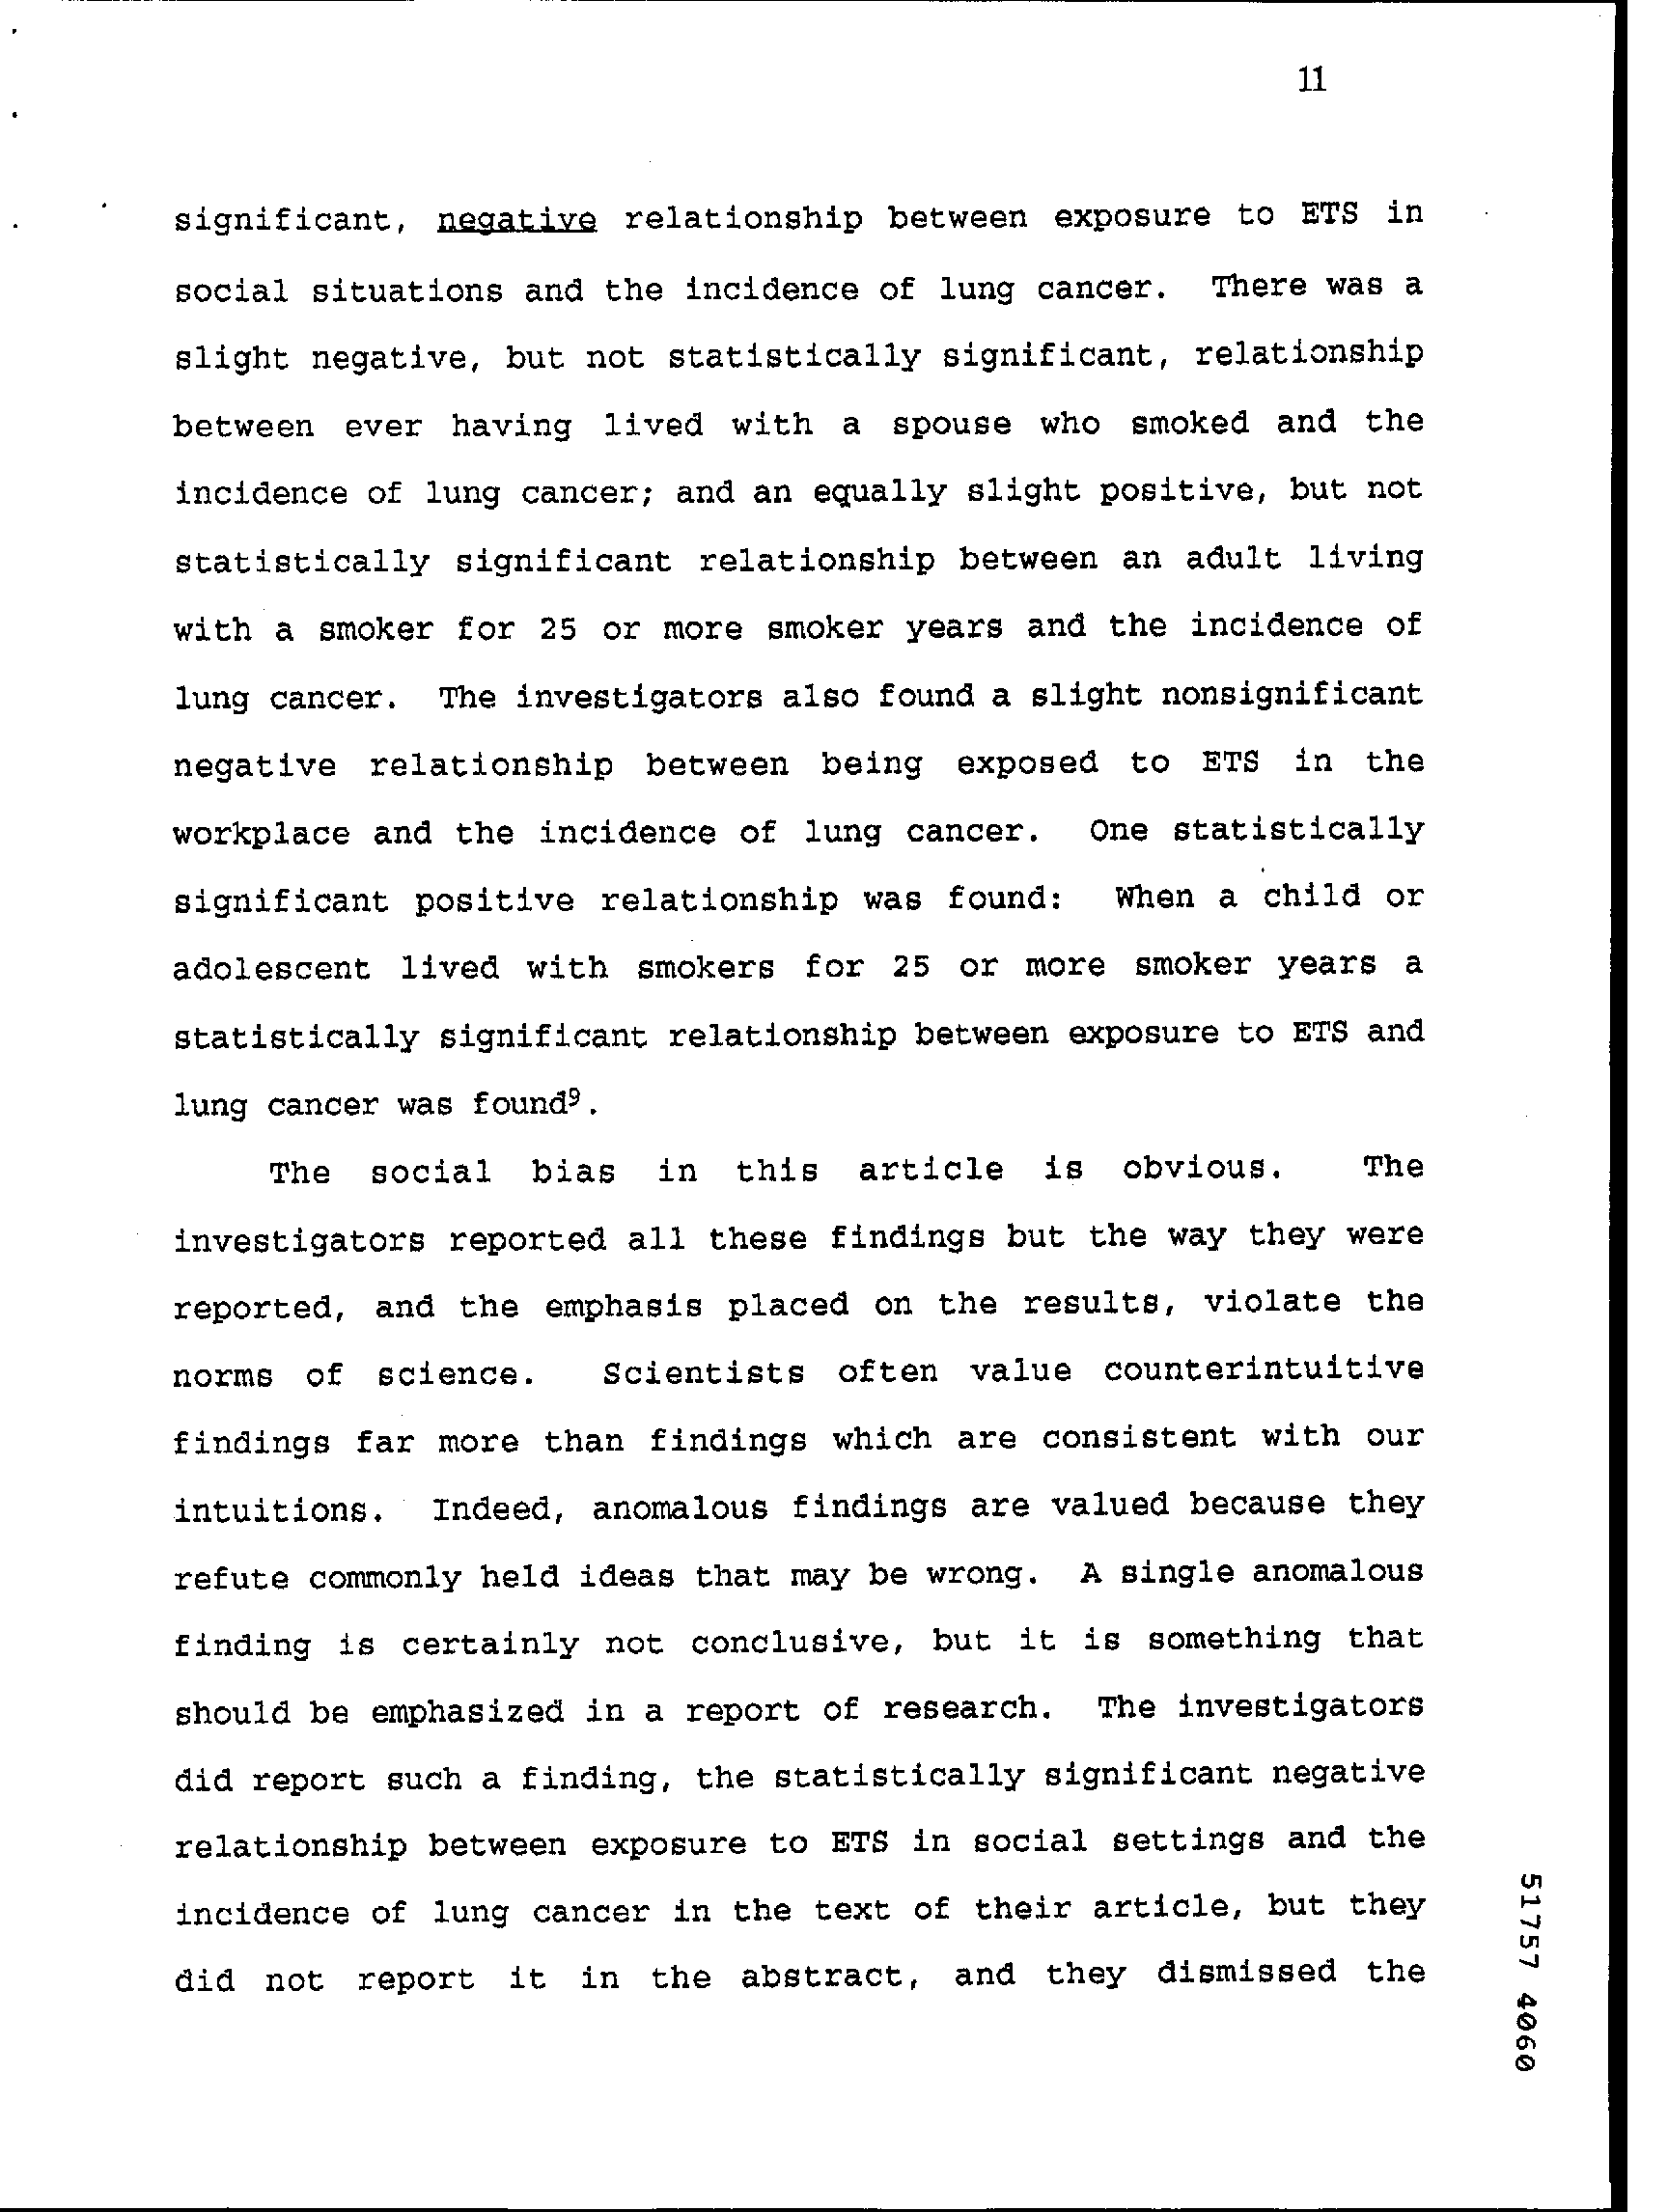 11
significant, negative relationship between exposure to ETS in
social situations and the incidence of lung cancer. There was a
slight negative, but not statistically significant, relationship
between ever having lived with a spouse who smoked and the
incidence of lung cancer; and an equally slight positive, but not
statistically significant relationship between an adult living
with a smoker for 25 or more smoker years and the incidence of
lung cancer. The investigators also found a slight nonsignificant
negative relationship between being exposed to ETS in the
workplace and the incidence of lung cancer. One statistically
significant positive relationship was found: When a child or
adolescent lived with smokers for 25 or more smoker years a
statistically significant relationship between exposure to ETS and
lung cancer was found⁹.
The social bias in this article is obvious. The
investigators reported all these findings but the way they were
reported, and the emphasis placed on the results, violate the
norms of science. Scientists often value counterintuitive
findings far more than findings which are consistent with our
intuitions. Indeed, anomalous findings are valued because they
refute commonly held ideas that may be wrong. A single anomalous
finding is certainly not conclusive, but it is something that
should be emphasized in a report of research. The investigators
did report such a finding, the statistically significant negative
relationship between exposure to ETS in social settings and the
incidence of lung cancer in the text of their article, but they
did not report it in the abstract, and they dismissed the
51757 4060